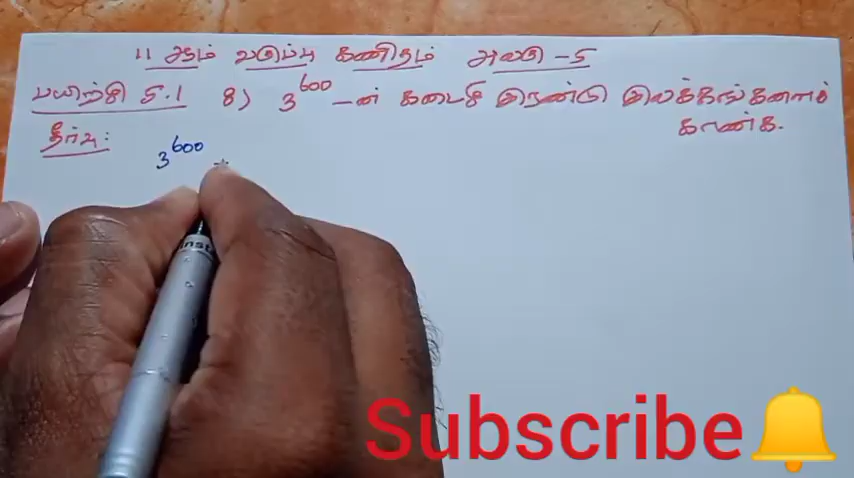 11 ஆம் வகுப்பு கணிதம் அலகு -5
பயிற்சி 5.1 8) 3^600 -ன் கடைசி இரண்டு இலக்கங்களைக்
காண்க.
தீர்வு:
3^600
Subscribe